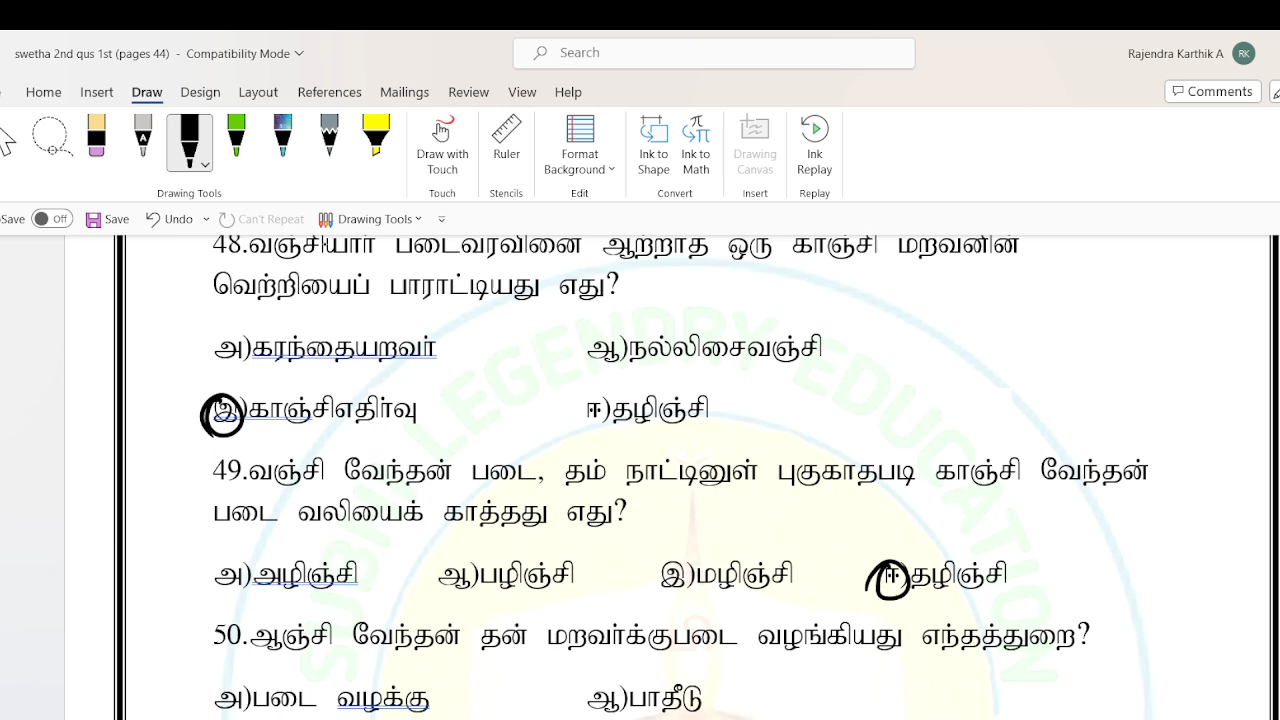 swetha 2nd qus 1st (pages 44) - Compatibility Mode
Search
Rajendra Karthik A RK
Home Insert Draw Design Layout References Mailings Review View Help
Comments
Draw with Touch Ruler Format Background Ink to Shape Ink to Math Drawing Canvas Ink Replay
Drawing Tools Touch Stencils Edit Convert Insert Replay
Save Off Save Undo Can't Repeat Drawing Tools
48.வஞ்சியார் படைவரவினை ஆற்றாத ஒரு காஞ்சி மறவனின்
வெற்றியைப் பாராட்டியது எது?
அ)கரந்தையறவர் ஆ)நல்லிசைவஞ்சி
இ)காஞ்சிஎதிர்வு ஈ)தழிஞ்சி
49.வஞ்சி வேந்தன் படை, தம் நாட்டினுள் புகுகாதபடி காஞ்சி வேந்தன்
படை வலியைக் காத்தது எது?
அ)அழிஞ்சி ஆ)பழிஞ்சி இ)மழிஞ்சி ஈ)தழிஞ்சி
50.ஆஞ்சி வேந்தன் தன் மறவர்க்குபடை வழங்கியது எந்தத்துறை?
அ)படை வழக்கு ஆ)பாதீடு
SUBIN LEGENDRY EDUCATION